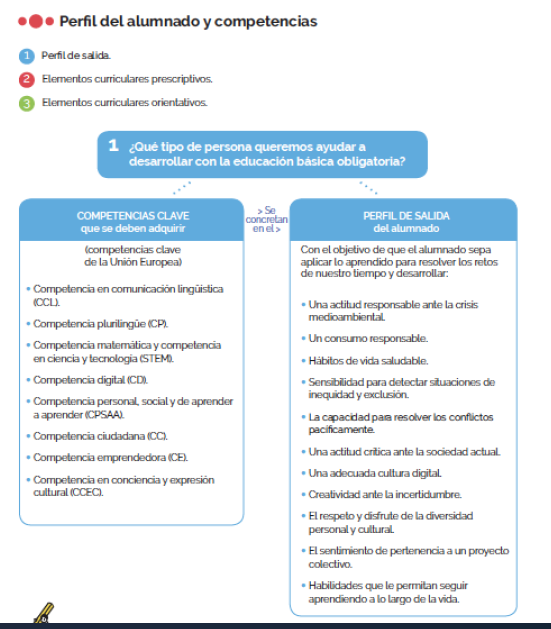 Perfil del alumnado y competencias
1 Perfil de salida.
2 Elementos curriculares prescriptivos.
3 Elementos curriculares orientativos.
1 ¿Qué tipo de persona queremos ayudar a
desarrollar con la educación básica obligatoria?
COMPETENCIAS CLAVE
que se deben adquirir
(competencias clave
de la Unión Europea)
• Competencia en comunicación lingüística
(CCL).
• Competencia plurilingüe (CP).
• Competencia matemática y competencia
en ciencia y tecnología (STEM).
• Competencia digital (CD).
• Competencia personal, social y de aprender
a aprender (CPSAA).
• Competencia ciudadana (CC).
• Competencia emprendedora (CE).
• Competencia en conciencia y expresión
cultural (CCEC).
> Se
concretan
en el >
PERFIL DE SALIDA
del alumnado
Con el objetivo de que el alumnado sepa
aplicar lo aprendido para resolver los retos
de nuestro tiempo y desarrollar:
• Una actitud responsable ante la crisis
medioambiental.
• Un consumo responsable.
• Hábitos de vida saludable.
• Sensibilidad para detectar situaciones de
inequidad y exclusión.
• La capacidad para resolver los conflictos
pacíficamente.
• Una actitud crítica ante la sociedad actual.
• Una adecuada cultura digital.
• Creatividad ante la incertidumbre.
• El respeto y disfrute de la diversidad
personal y cultural.
• El sentimiento de pertenencia a un proyecto
colectivo.
• Habilidades que le permitan seguir
aprendiendo a lo largo de la vida.